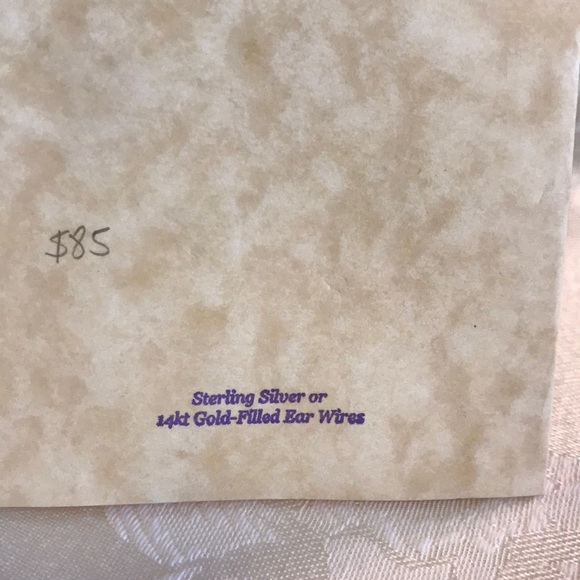 $85
Sterling Silver or
14kt Gold-Filled Ear Wires